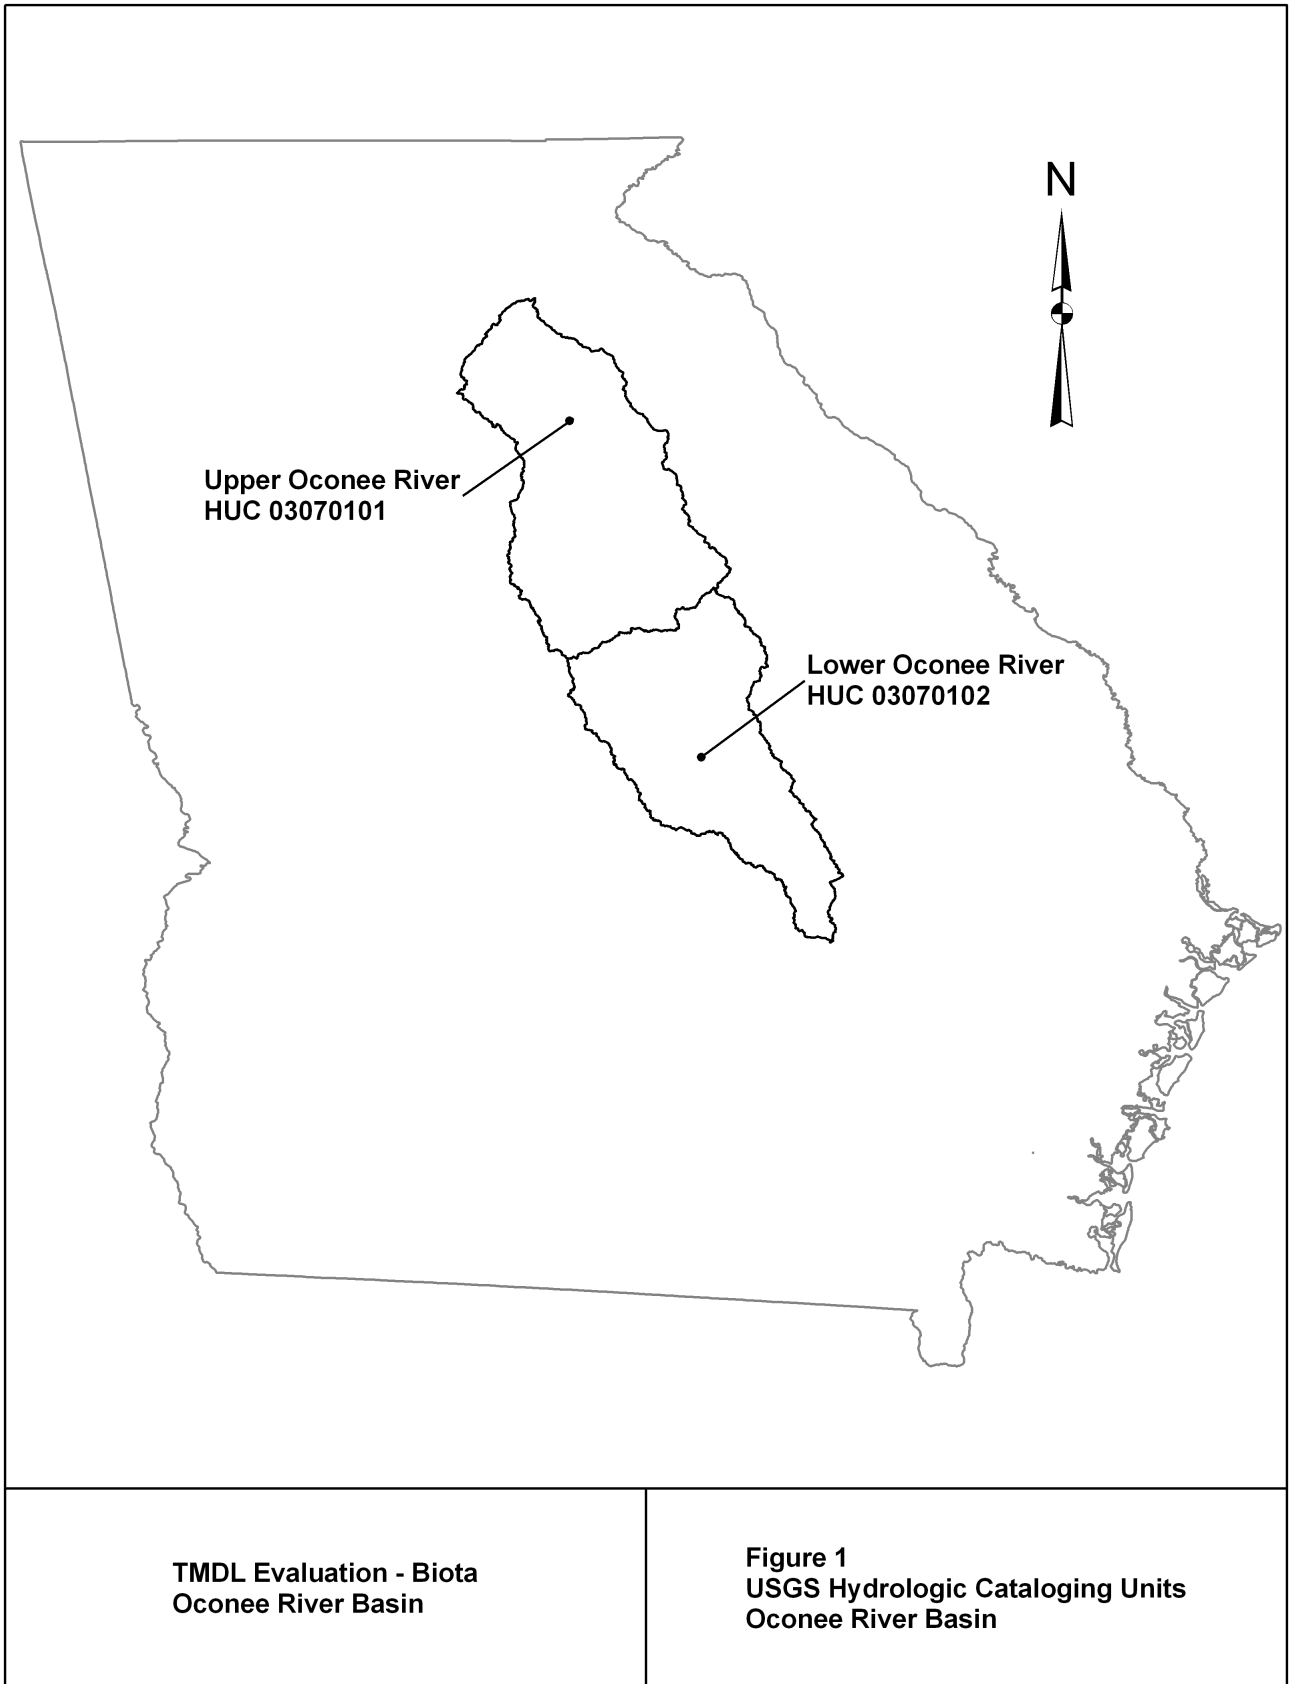 N
Upper Oconee River
HUC 03070101
Lower Oconee River
HUC 03070102
TMDL Evaluation - Biota
Oconee River Basin
Figure 1
USGS Hydrologic Cataloging Units
Oconee River Basin